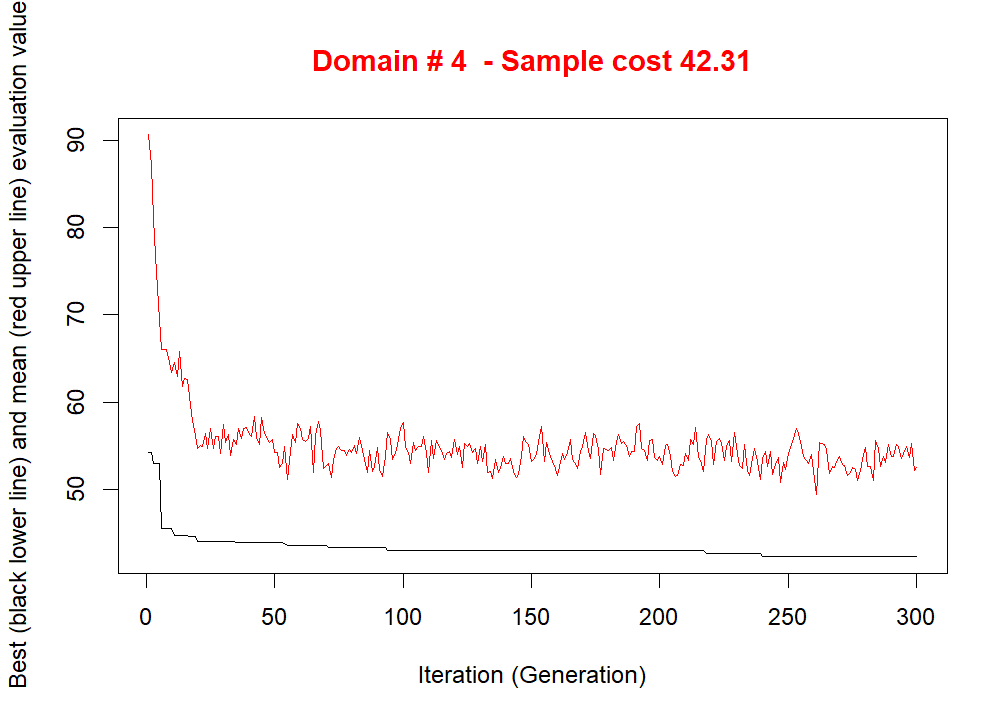 Domain # 4  - Sample cost 42.31
Best (black lower line) and mean (red upper line) evaluation value
90
80
70
60
50
0 50 100 150 200 250 300
Iteration (Generation)